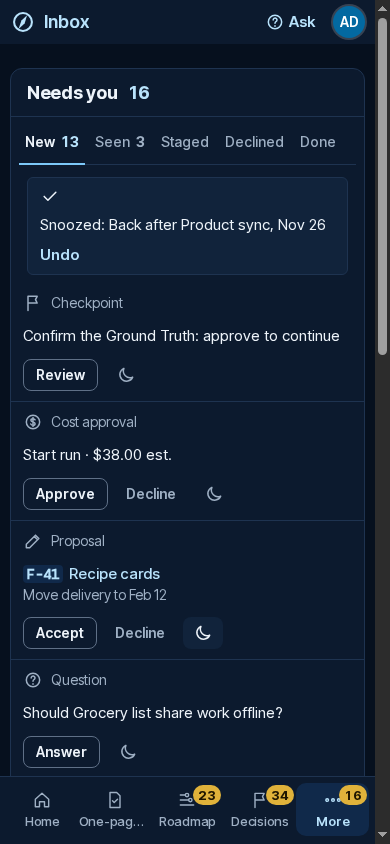 Inbox
Ask
AD
Needs you 16
New 13 Seen 3 Staged Declined Done
Snoozed: Back after Product sync, Nov 26
Undo
Checkpoint
Confirm the Ground Truth: approve to continue
Review
Cost approval
Start run · $38.00 est.
Approve Decline
Proposal
F-41 Recipe cards
Move delivery to Feb 12
Accept Decline
Question
Should Grocery list share work offline?
Answer
23 34 16
Home One-pag… Roadmap Decisions More